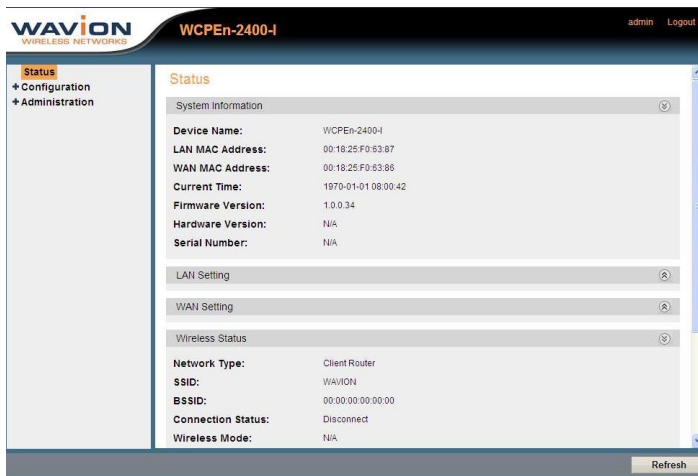 WAVION
WIRELESS NETWORKS
WCPEn-2400-I
admin Logout
Status
+Configuration
+Administration
Status
System Information
Device Name: WCPEn-2400-I
LAN MAC Address: 00:18:25:F0:63:87
WAN MAC Address: 00:18:25:F0:63:86
Current Time: 1970-01-01 08:00:42
Firmware Version: 1.0.0.34
Hardware Version: N/A
Serial Number: N/A
LAN Setting
WAN Setting
Wireless Status
Network Type: Client Router
SSID: WAVION
BSSID: 00:00:00:00:00:00
Connection Status: Disconnect
Wireless Mode: N/A
Refresh